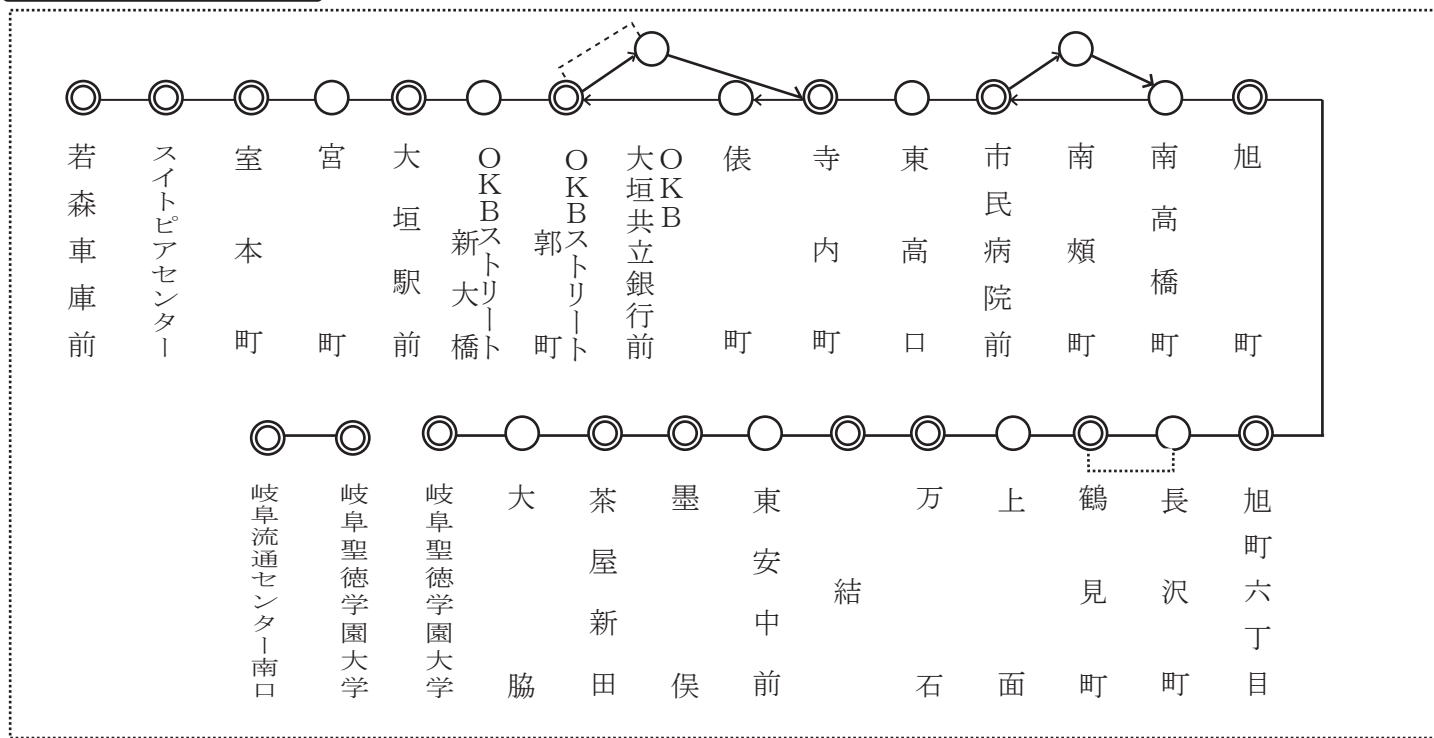 若森車庫前
スイトピアセンター
室本町
宮町
大垣駅前
OKBストリート
新大橋
OKBストリート
郭町
OKB
大垣共立銀行前
俵町
寺内町
東高口
市民病院前
南頰町
南高橋町
旭町
岐阜流通センター南口
岐阜聖徳学園大学
岐阜聖徳学園大学
大脇
茶屋新田
墨俣
東安中前
結
万石
上面
鶴見町
長沢町
旭町六丁目